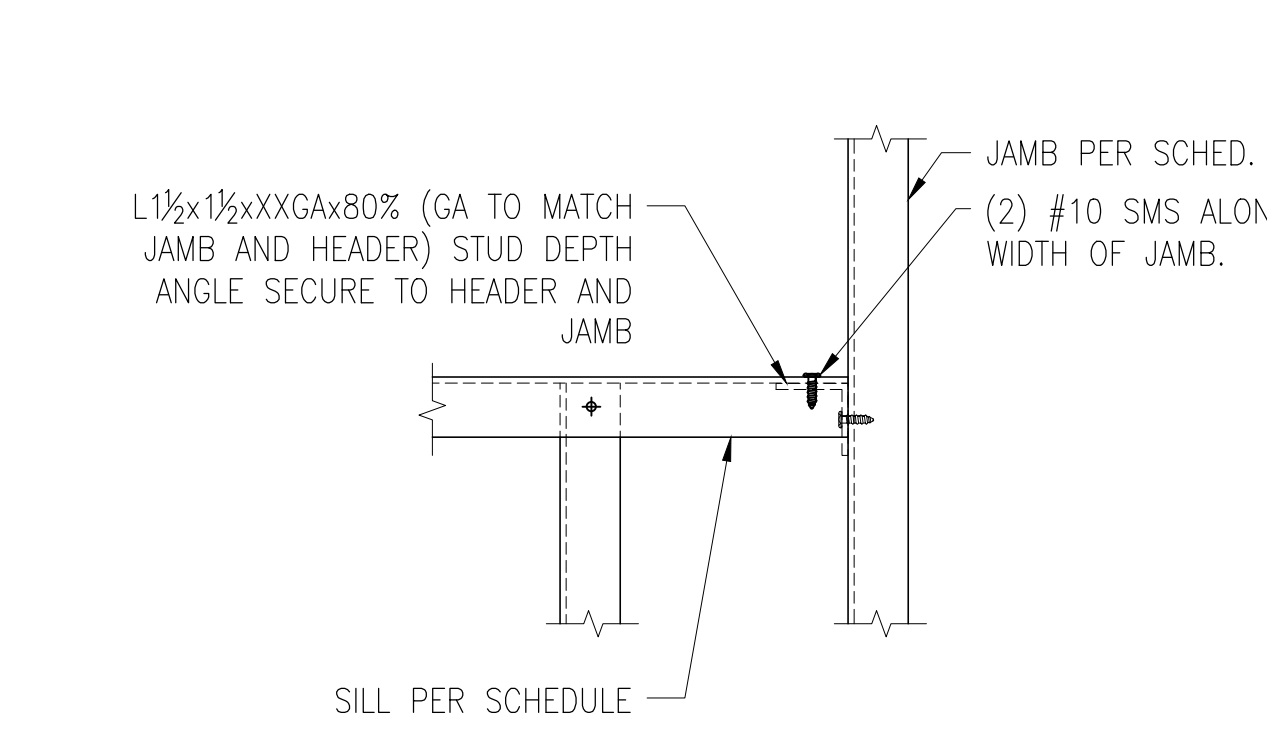 L1½x1½xXXGAx80% (GA TO MATCH
JAMB AND HEADER) STUD DEPTH
ANGLE SECURE TO HEADER AND
JAMB
JAMB PER SCHED.
(2) #10 SMS ALON
WIDTH OF JAMB.
SILL PER SCHEDULE